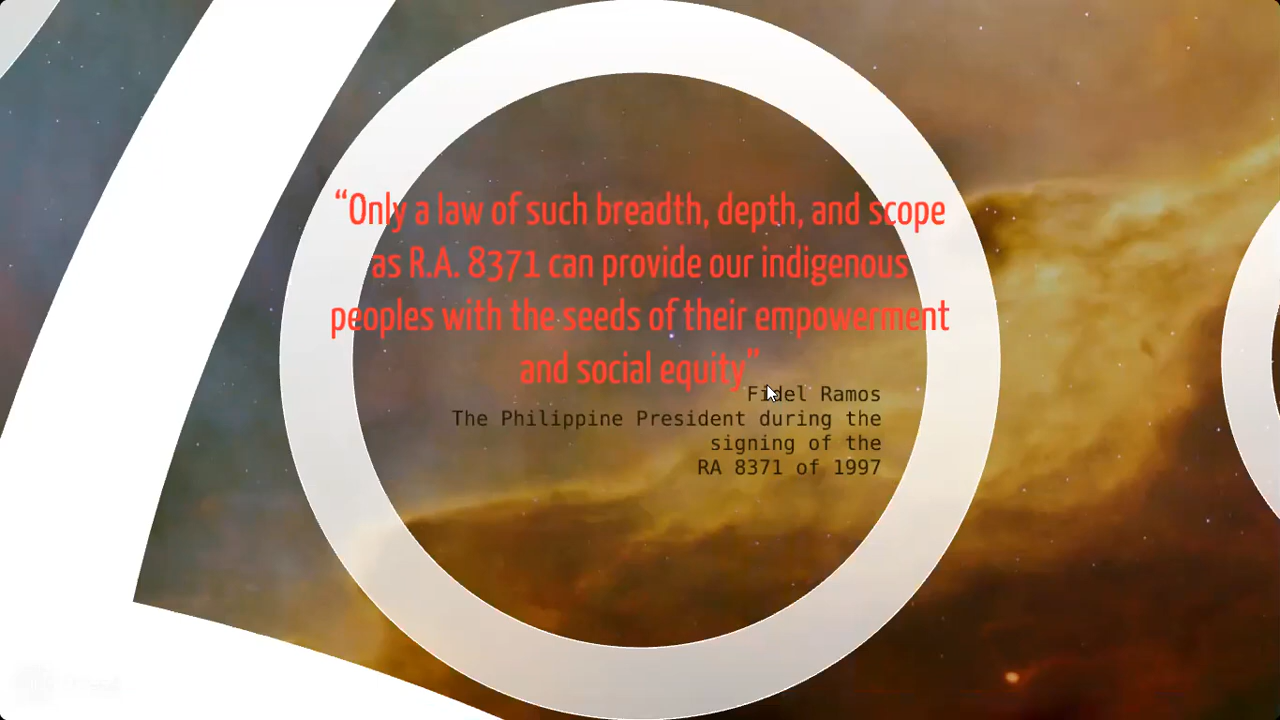 “Only a law of such breadth, depth, and scope
as R.A. 8371 can provide our indigenous
peoples with the seeds of their empowerment
and social equity”
Fidel Ramos
The Philippine President during the
signing of the
RA 8371 of 1997